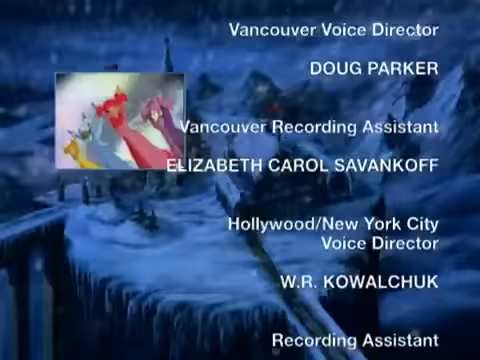 Vancouver Voice Director
DOUG PARKER
Vancouver Recording Assistant
ELIZABETH CAROL SAVANKOFF
Hollywood/New York City
Voice Director
W.R. KOWALCHUK
Recording Assistant